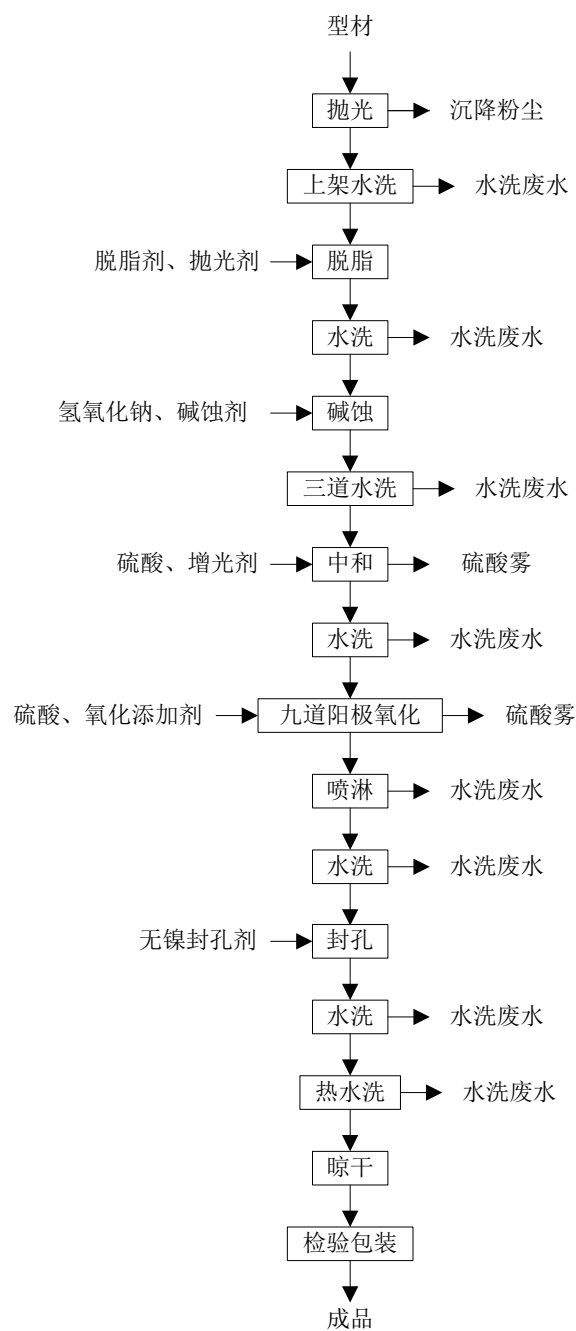 型材
抛光 沉降粉尘
上架水洗 水洗废水
脱脂剂、抛光剂 脱脂
水洗 水洗废水
氢氧化钠、碱蚀剂 碱蚀
三道水洗 水洗废水
硫酸、增光剂 中和 硫酸雾
水洗 水洗废水
硫酸、氧化添加剂 九道阳极氧化 硫酸雾
喷淋 水洗废水
水洗 水洗废水
无镍封孔剂 封孔
水洗 水洗废水
热水洗 水洗废水
晾干
检验包装
成品